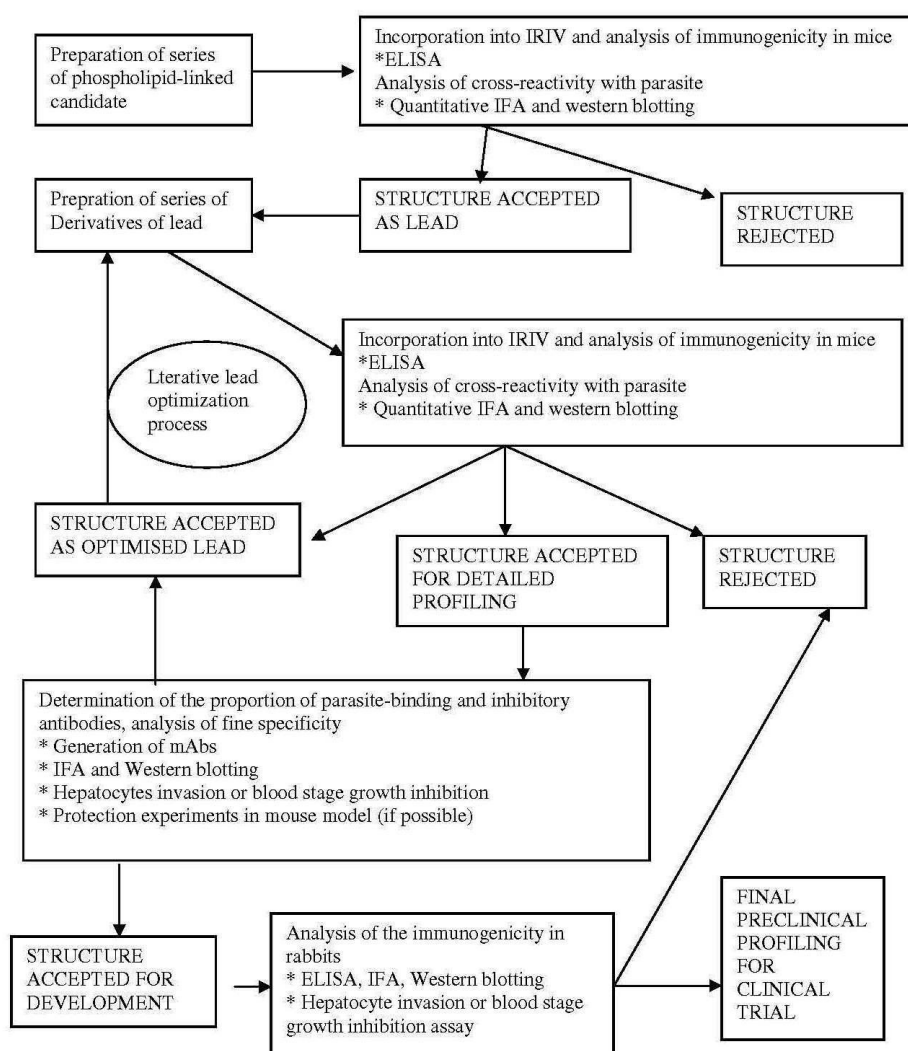 Preparation of series
of phospholipid-linked
candidate
Incorporation into IRIV and analysis of immunogenicity in mice
*ELISA
Analysis of cross-reactivity with parasite
* Quantitative IFA and western blotting
Prepration of series of
Derivatives of lead
STRUCTURE ACCEPTED
AS LEAD
STRUCTURE
REJECTED
Incorporation into IRIV and analysis of immunogenicity in mice
*ELISA
Analysis of cross-reactivity with parasite
* Quantitative IFA and western blotting
Lterative lead
optimization
process
STRUCTURE ACCEPTED
AS OPTIMISED LEAD
STRUCTURE ACCEPTED
FOR DETAILED
PROFILING
STRUCTURE
REJECTED
Determination of the proportion of parasite-binding and inhibitory
antibodies, analysis of fine specificity
* Generation of mAbs
* IFA and Western blotting
* Hepatocytes invasion or blood stage growth inhibition
* Protection experiments in mouse model (if possible)
STRUCTURE
ACCEPTED FOR
DEVELOPMENT
Analysis of the immunogenicity in
rabbits
* ELISA, IFA, Western blotting
* Hepatocyte invasion or blood stage
growth inhibition assay
FINAL
PRECLINICAL
PROFILING
FOR
CLINICAL
TRIAL